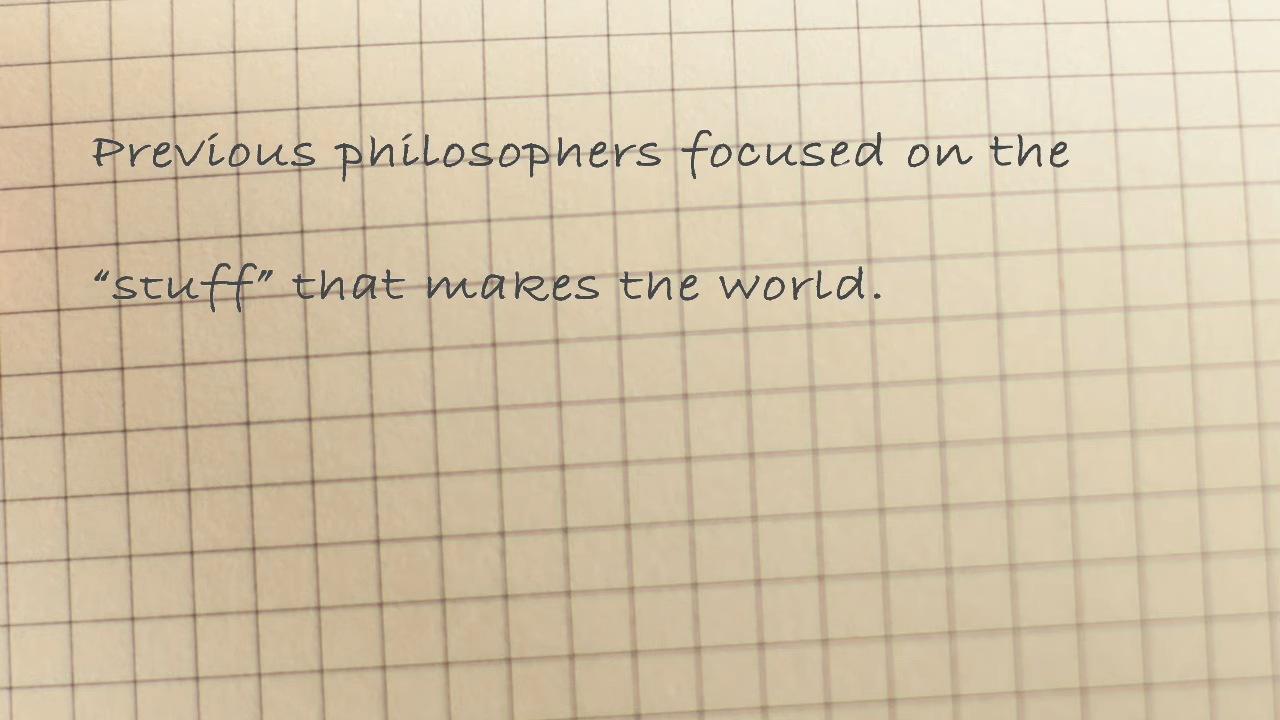 Previous philosophers focused on the
“stuff” that makes the world.